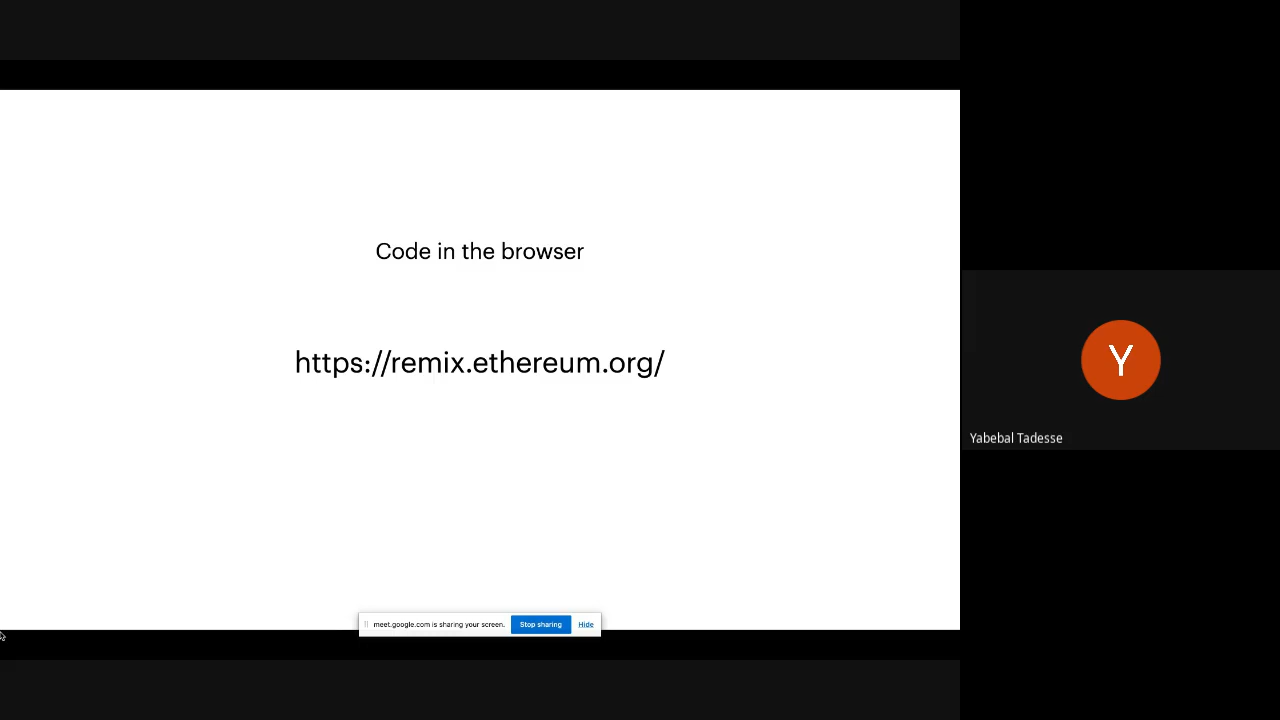 Code in the browser
https://remix.ethereum.org/
Y
Yabebal Tadesse
meet.google.com is sharing your screen.
Stop sharing
Hide